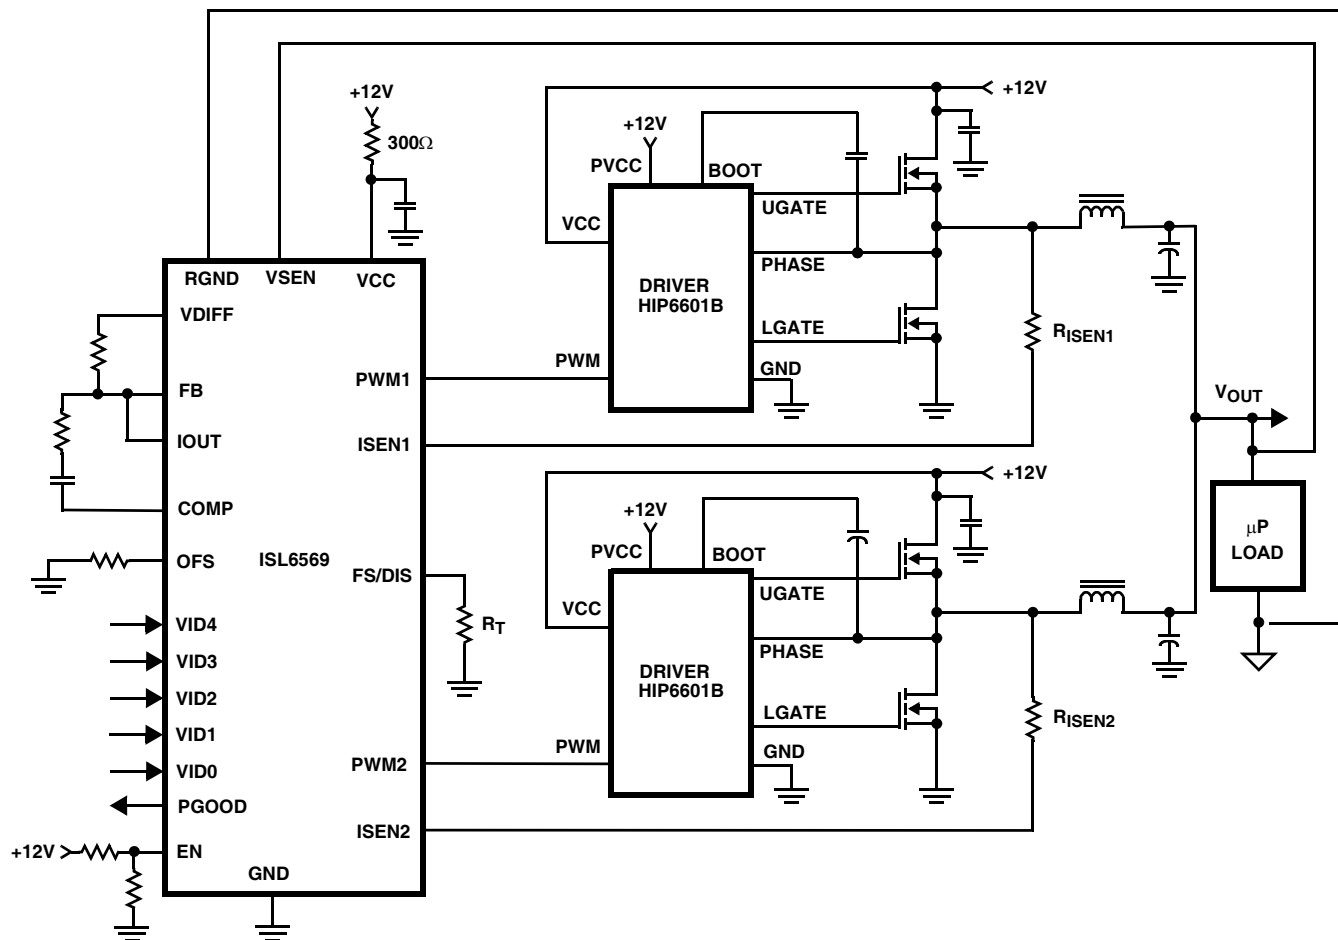 +12V
300Ω
RGND
VSEN
VCC
VDIFF
FB
IOUT
COMP
OFS
ISL6569
VID4
VID3
VID2
VID1
VID0
PGOOD
+12V
EN
GND
PWM1
ISEN1
FS/DIS
RT
PWM2
ISEN2
+12V
+12V
PVCC
BOOT
VCC
UGATE
PHASE
DRIVER
HIP6601B
LGATE
PWM
GND
RISEN1
+12V
+12V
PVCC
BOOT
VCC
UGATE
PHASE
DRIVER
HIP6601B
LGATE
PWM
GND
RISEN2
VOUT
μP
LOAD